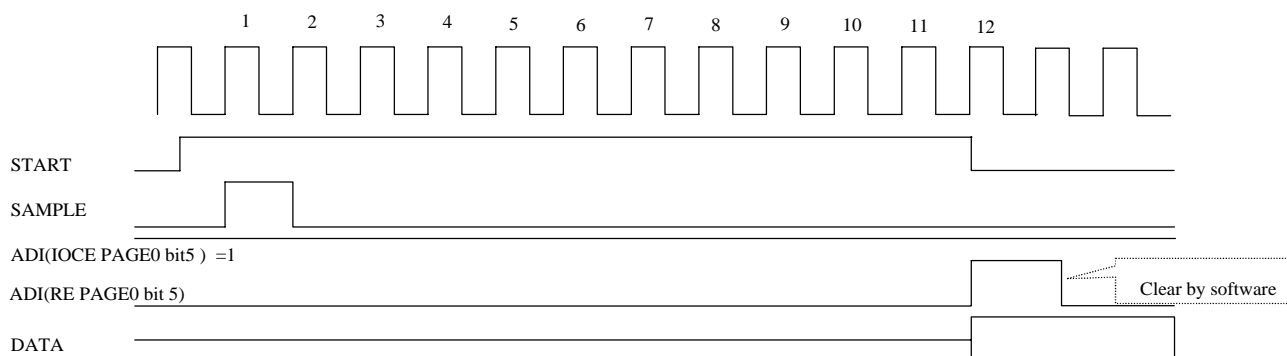 1 2 3 4 5 6 7 8 9 10 11 12
START
SAMPLE
ADI(IOCE PAGE0 bit5 ) =1
ADI(RE PAGE0 bit 5)
Clear by software
DATA